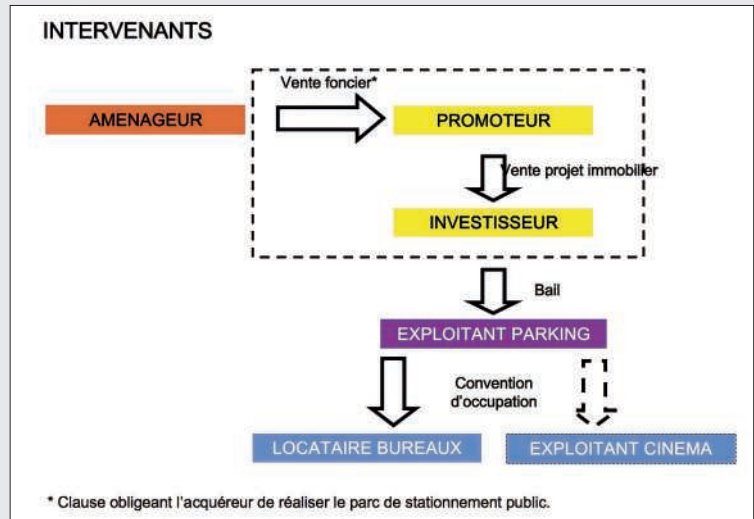 INTERVENANTS
Vente foncier*
AMENAGEUR
PROMOTEUR
Vente projet immobilier
INVESTISSEUR
Bail
EXPLOITANT PARKING
Convention
d'occupation
LOCATAIRE BUREAUX
EXPLOITANT CINEMA
* Clause obligeant l'acquéreur de réaliser le parc de stationnement public.